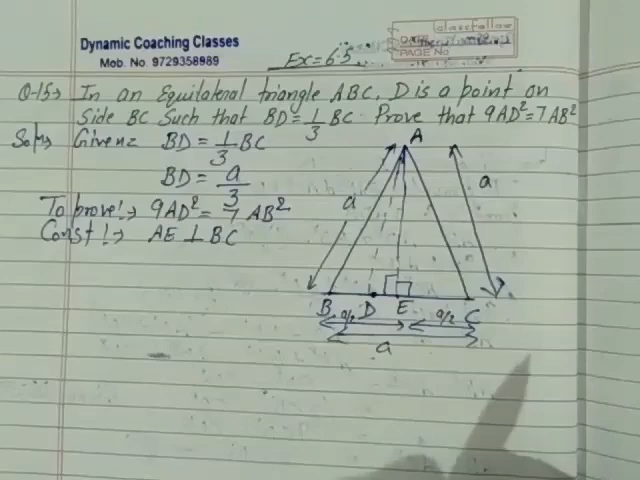 Dynamic Coaching Classes
Mob. No. 9729358989
Ex = 6.5
DATE
PAGE No
Q-15→ In an Equilateral triangle ABC, D is a point on
Side BC Such that BD = 1/3 BC. Prove that 9AD² = 7AB²
Soln→ Given:- BD = 1/3 BC
BD = a/3
To prove:→ 9AD² = 7 AB²
Const:→ AE ⊥ BC
A
a
a
B a/2 D E a/2 C
a